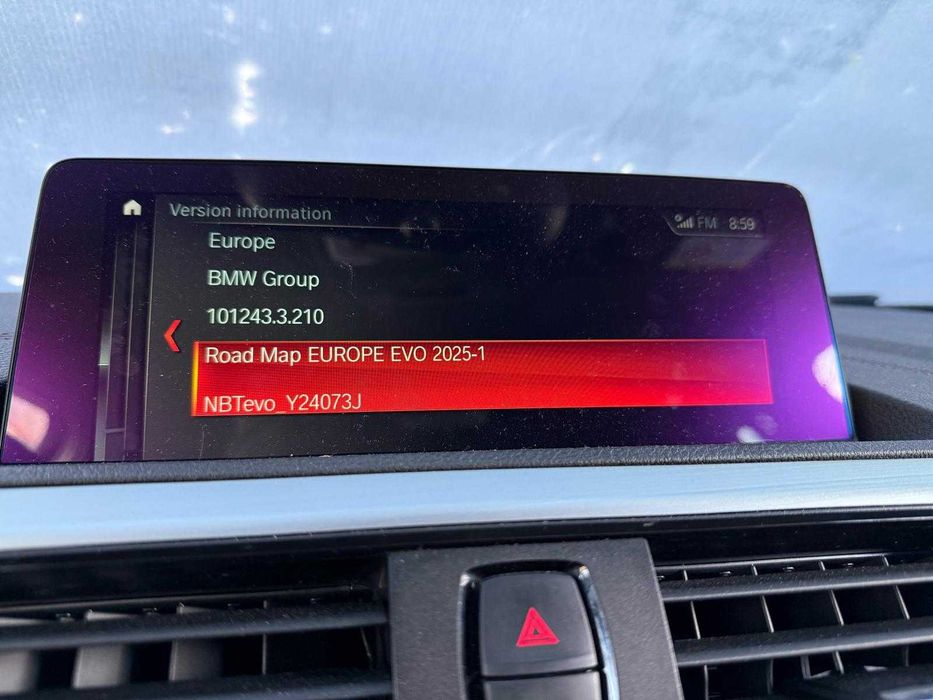 Version information
FM 8:59
Europe
BMW Group
101243.3.210
Road Map EUROPE EVO 2025-1
NBTevo_Y24073J